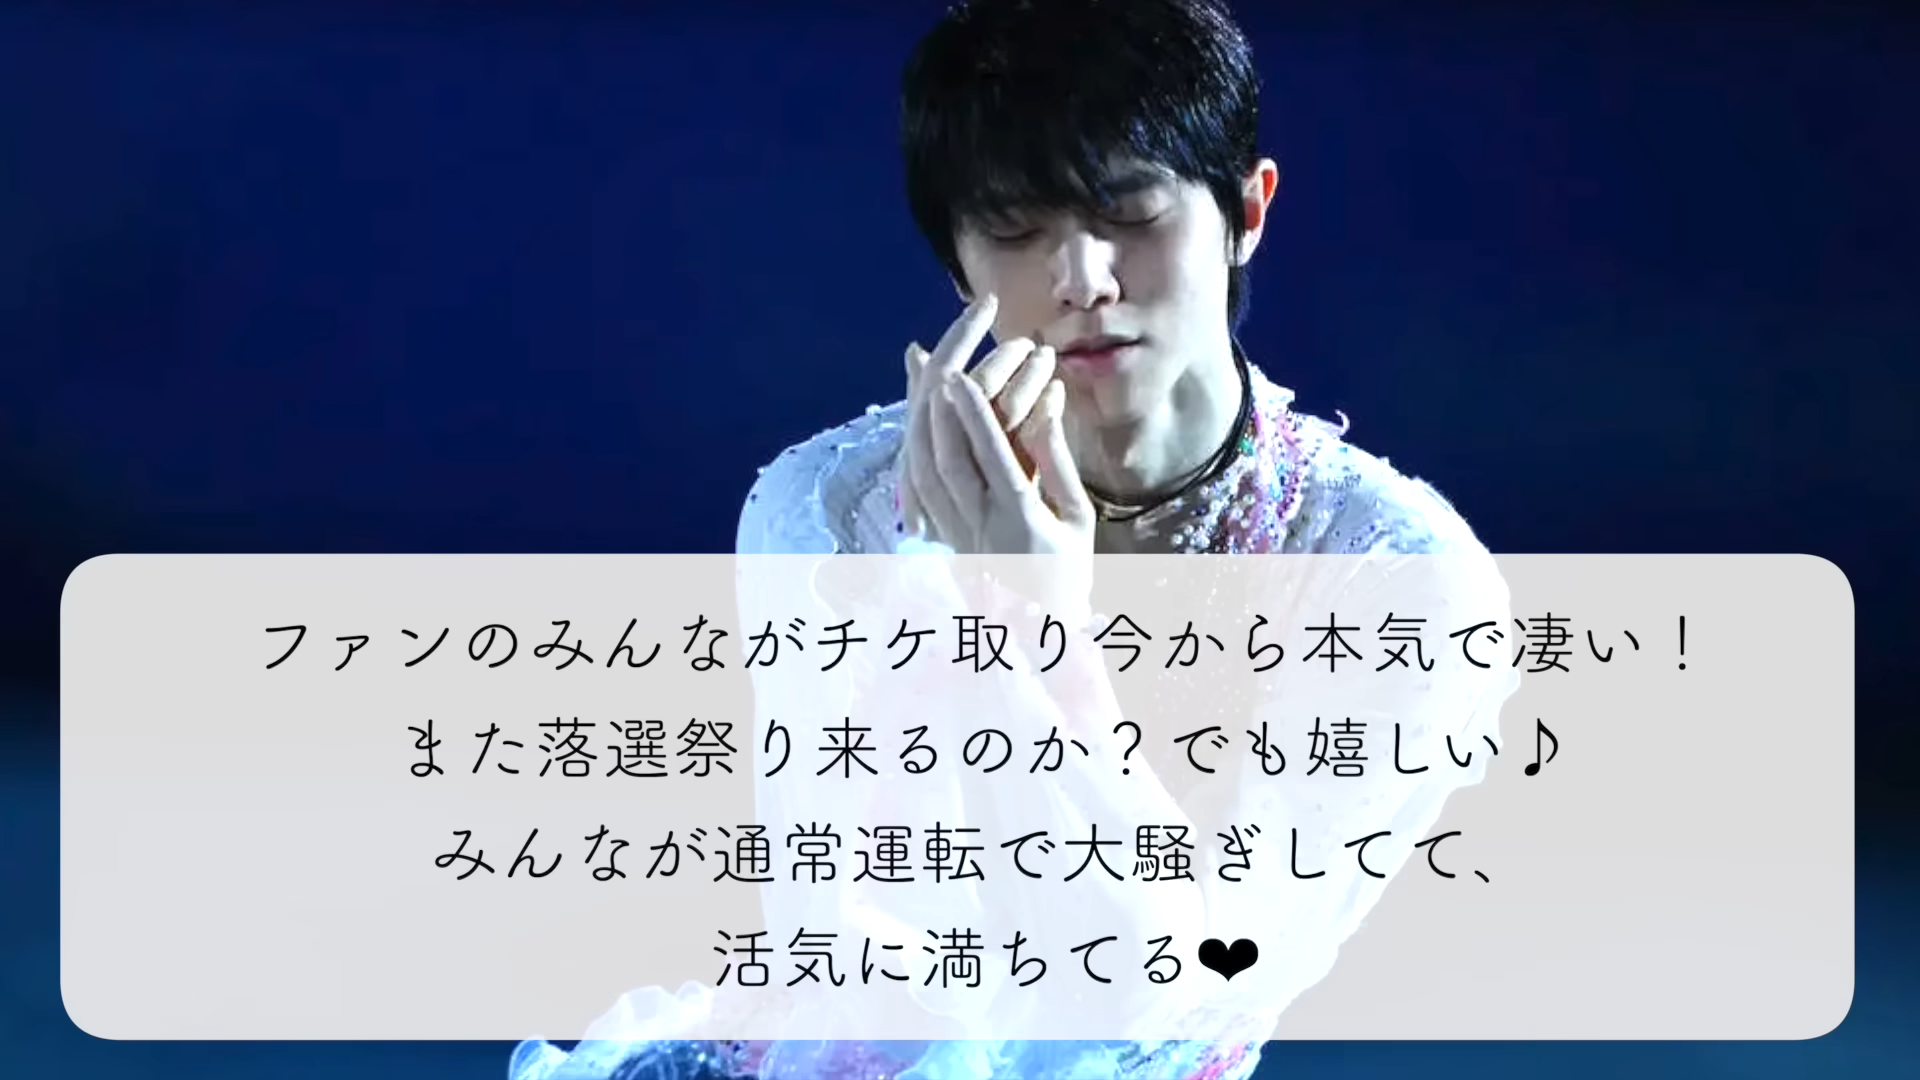 ファンのみんながチケ取り今から本気で凄い！
また落選祭り来るのか？でも嬉しい♪
みんなが通常運転で大騒ぎしてて、
活気に満ちてる❤